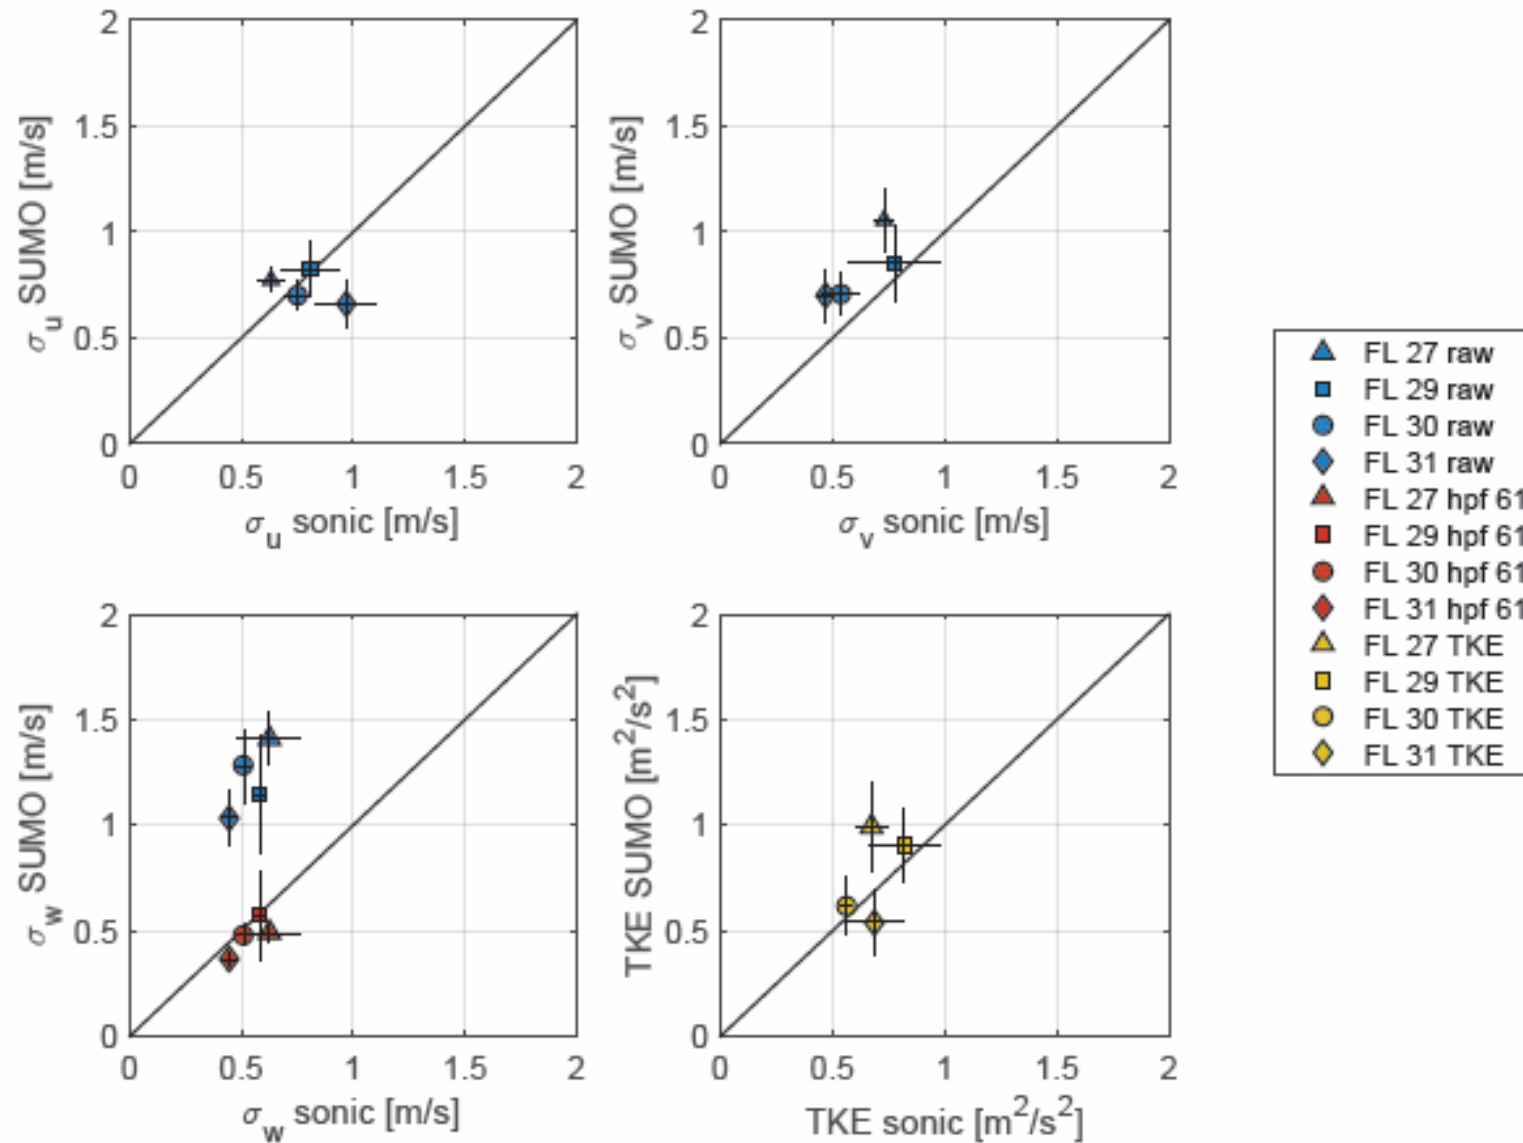 2
1.5
1
0.5
0
0 0.5 1 1.5 2
σu SUMO [m/s]
σu sonic [m/s]
2
1.5
1
0.5
0
0 0.5 1 1.5 2
σv SUMO [m/s]
σv sonic [m/s]
2
1.5
1
0.5
0
0 0.5 1 1.5 2
σw SUMO [m/s]
σw sonic [m/s]
2
1.5
1
0.5
0
0 0.5 1 1.5 2
TKE SUMO [m²/s²]
TKE sonic [m²/s²]
FL 27 raw
FL 29 raw
FL 30 raw
FL 31 raw
FL 27 hpf 61
FL 29 hpf 61
FL 30 hpf 61
FL 31 hpf 61
FL 27 TKE
FL 29 TKE
FL 30 TKE
FL 31 TKE